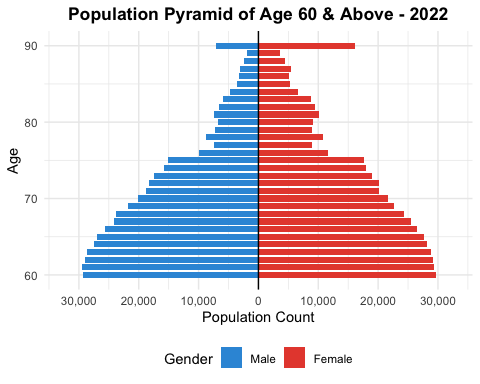 Population Pyramid of Age 60 & Above - 2022
90
80
70
60
Age
30,000 20,000 10,000 0 10,000 20,000 30,000
Population Count
Gender Male Female